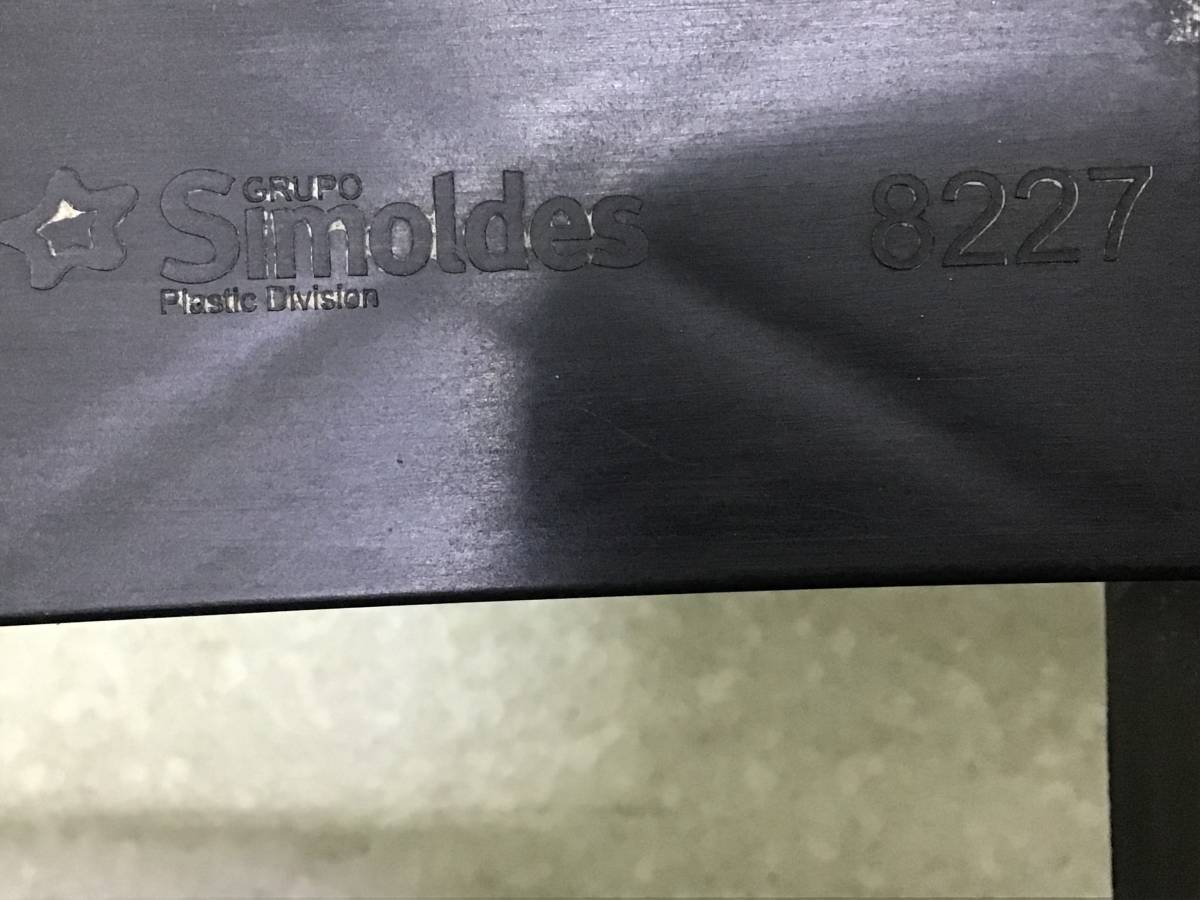 GRUPO
Simoldes
Plastic Division
8227